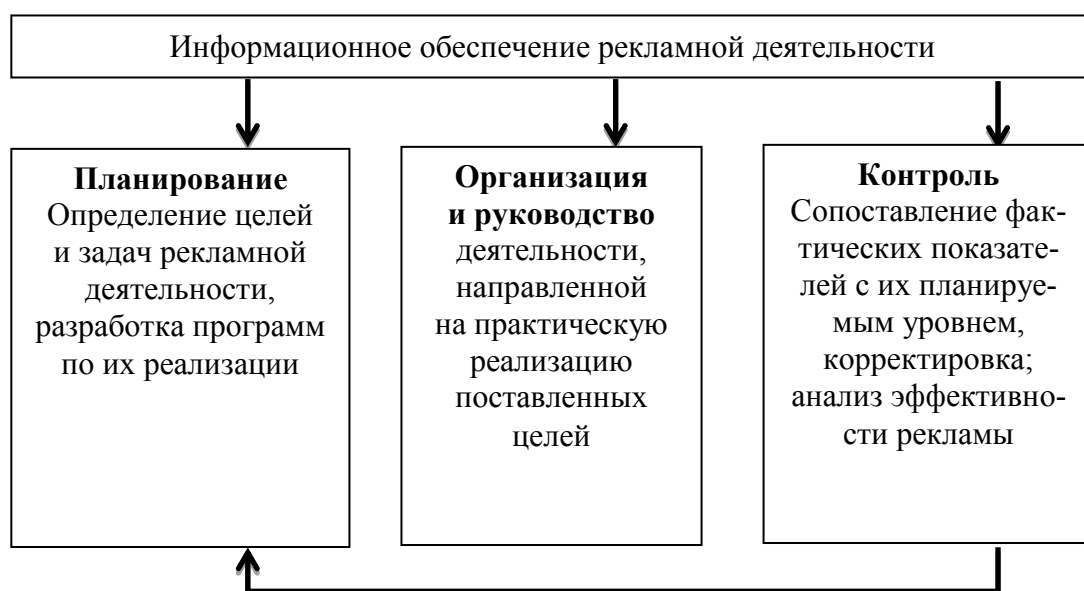 Информационное обеспечение рекламной деятельности
Планирование
Определение целей
и задач рекламной
деятельности,
разработка программ
по их реализации
Организация
и руководство
деятельности,
направленной
на практическую
реализацию
поставленных
целей
Контроль
Сопоставление фак-
тических показате-
лей с их планируе-
мым уровнем,
корректировка;
анализ эффективно-
сти рекламы